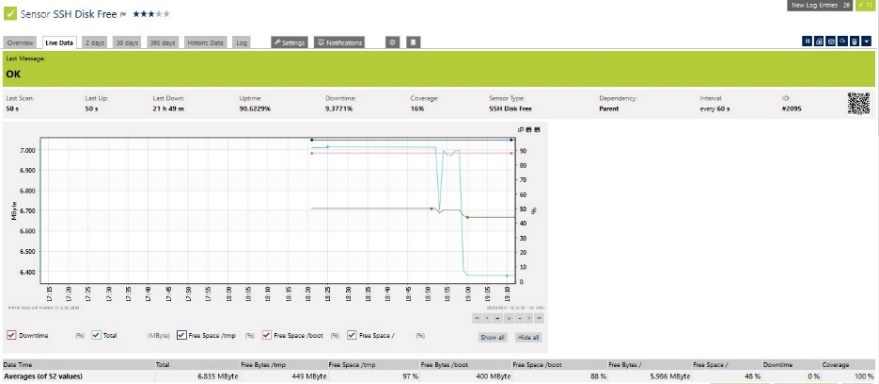 New Log Entries 26 11
Sensor SSH Disk Free
Overview Live Data 2 days 30 days 365 days Historic Data Log Settings Notifications
Last Message:
OK
Last Scan: Last Up: Last Down: Uptime: Downtime: Coverage: Sensor Type: Dependency: Interval ID:
50 s 50 s 21 h 49 m 90,6229% 9,3771% 16% SSH Disk Free Parent every 60 s #2095
7.000 90
6.900 80
70
6.800 60
6.700 50
40
6.600 30
6.500 20
10
6.400 0
MByte %
17:15 17:20 17:25 17:30 17:35 17:40 17:45 17:50 17:55 18:00 18:05 18:10 18:15 18:20 18:25 18:30 18:35 18:40 18:45 18:50 18:55 19:00 19:05 19:10
Downtime (%) Total (MByte) Free Space /tmp (%) Free Space /boot (%) Free Space / (%) Show all Hide all
Date Time Total Free Bytes /tmp Free Space /tmp Free Bytes /boot Free Space /boot Free Bytes / Free Space / Downtime Coverage
Averages (of 52 values) 6.835 MByte 449 MByte 97 % 400 MByte 88 % 5.986 MByte 48 % 0 % 100 %